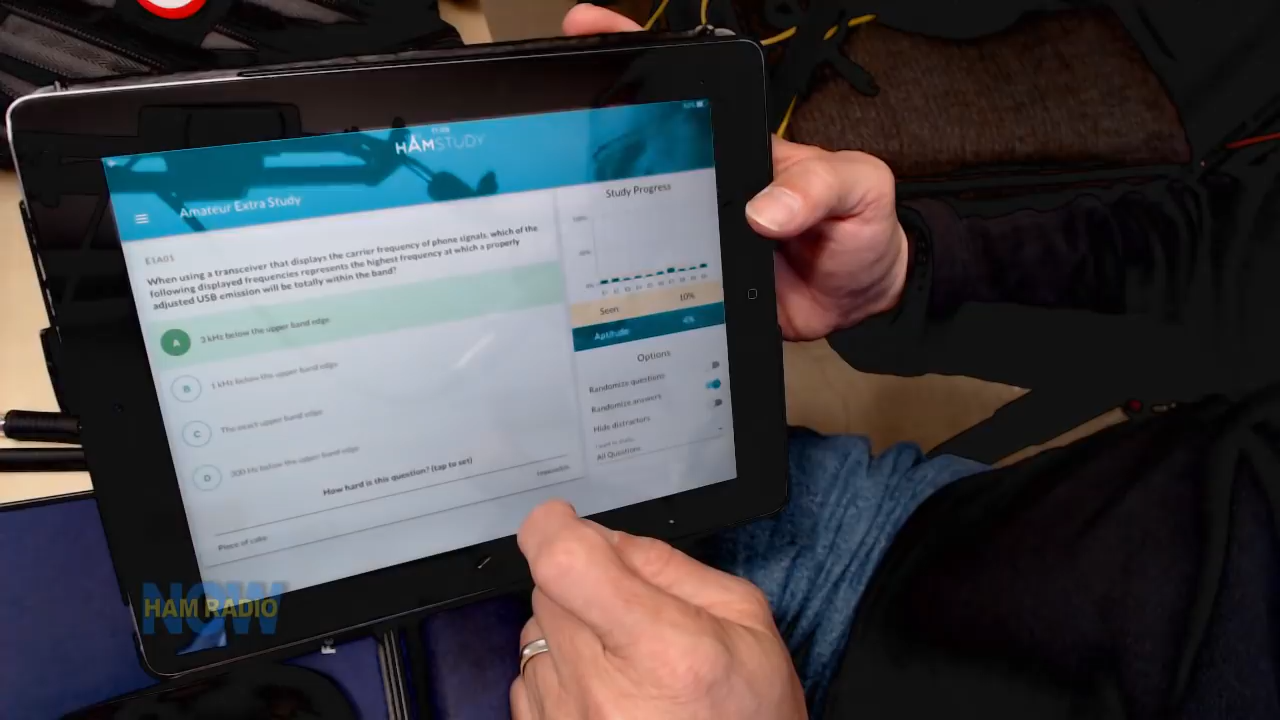 HAMSTUDY
Amateur Extra Study
E1A01
When using a transceiver that displays the carrier frequency of phone signals, which of the
following displayed frequencies represents the highest frequency at which a properly
adjusted USB emission will be totally within the band?
A 3 kHz below the upper band edge
B 1 kHz below the upper band edge
C The exact upper band edge
D 300 Hz below the upper band edge
How hard is this question? (tap to set)
Piece of cake
Impossible
Study Progress
Seen 10%
Aptitude 4%
Options
Randomize questions
Randomize answers
Hide distractors
All Questions
NOW
HAM RADIO